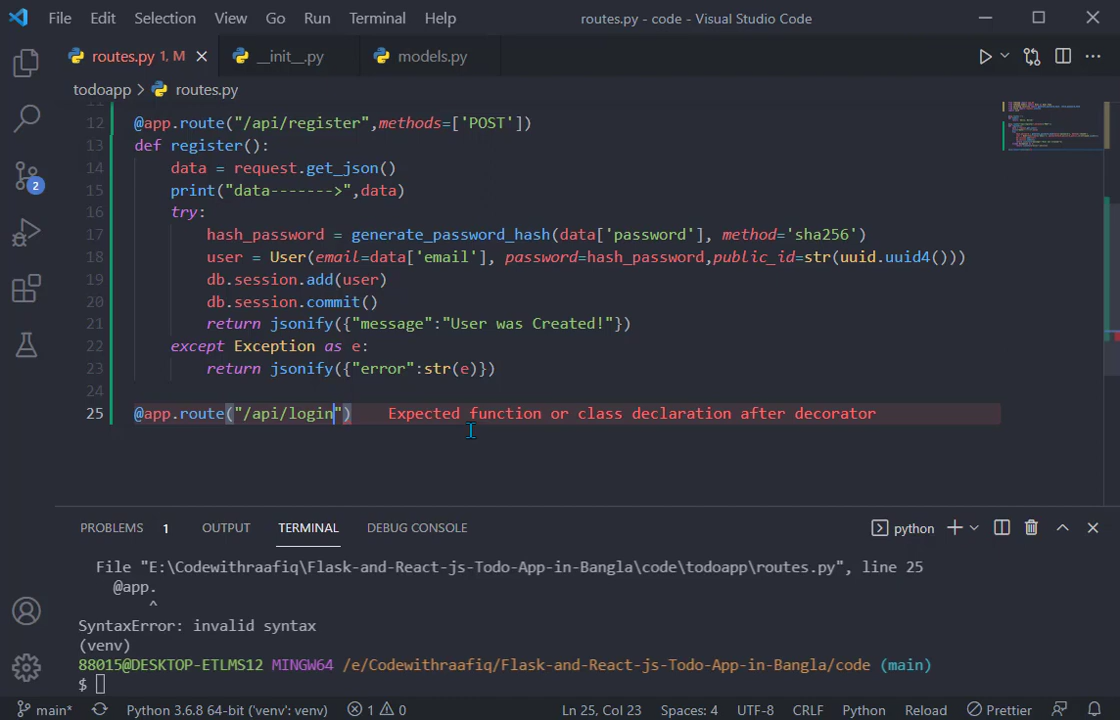 File Edit Selection View Go Run Terminal Help routes.py - code - Visual Studio Code
routes.py 1, M __init__.py models.py
todoapp > routes.py
12 @app.route("/api/register",methods=['POST'])
13 def register():
14 data = request.get_json()
15 print("data------->",data)
16 try:
17 hash_password = generate_password_hash(data['password'], method='sha256')
18 user = User(email=data['email'], password=hash_password,public_id=str(uuid.uuid4()))
19 db.session.add(user)
20 db.session.commit()
21 return jsonify({"message":"User was Created!"})
22 except Exception as e:
23 return jsonify({"error":str(e)})
24
25 @app.route("/api/login") Expected function or class declaration after decorator
2
PROBLEMS 1 OUTPUT TERMINAL DEBUG CONSOLE python
File "E:\Codewithraafiq\Flask-and-React-js-Todo-App-in-Bangla\code\todoapp\routes.py", line 25
@app.
^
SyntaxError: invalid syntax
(venv)
88015@DESKTOP-ETLMS12 MINGW64 /e/Codewithraafiq/Flask-and-React-js-Todo-App-in-Bangla/code (main)
$
main* Python 3.6.8 64-bit ('venv': venv) 1 0 Ln 25, Col 23 Spaces: 4 UTF-8 CRLF Python Reload Prettier